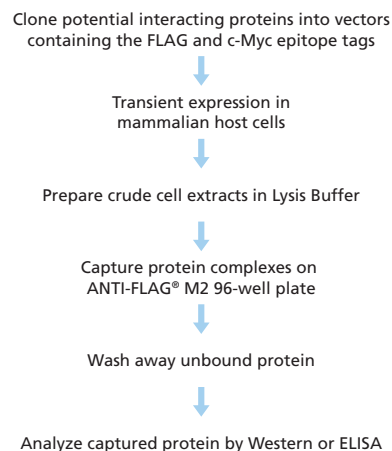 Clone potential interacting proteins into vectors
containing the FLAG and c-Myc epitope tags
Transient expression in
mammalian host cells
Prepare crude cell extracts in Lysis Buffer
Capture protein complexes on
ANTI-FLAG® M2 96-well plate
Wash away unbound protein
Analyze captured protein by Western or ELISA